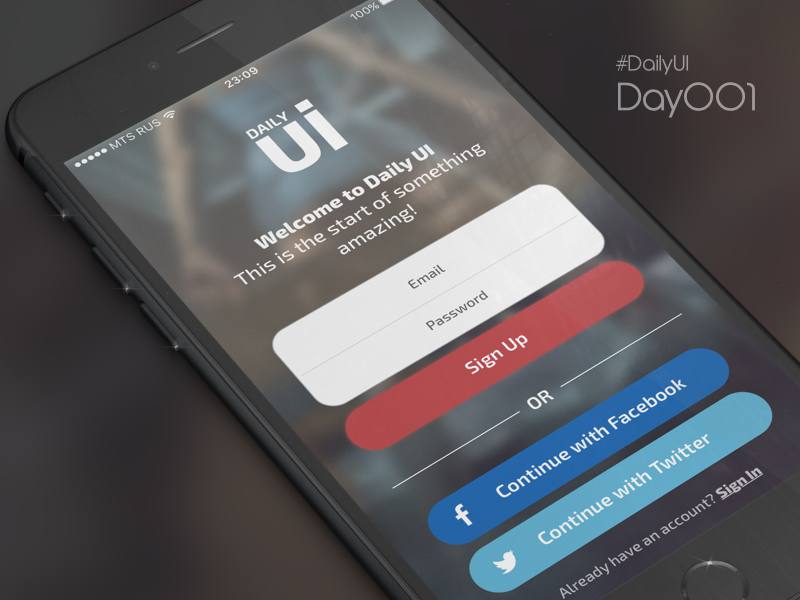 #DailyUI
Day001
MTS RUS
23:09
100%
DAILY
Ui
Welcome to Daily UI
This is the start of something
amazing!
Email
Password
Sign Up
OR
f
Continue with Facebook
Continue with Twitter
Already have an account? Sign In